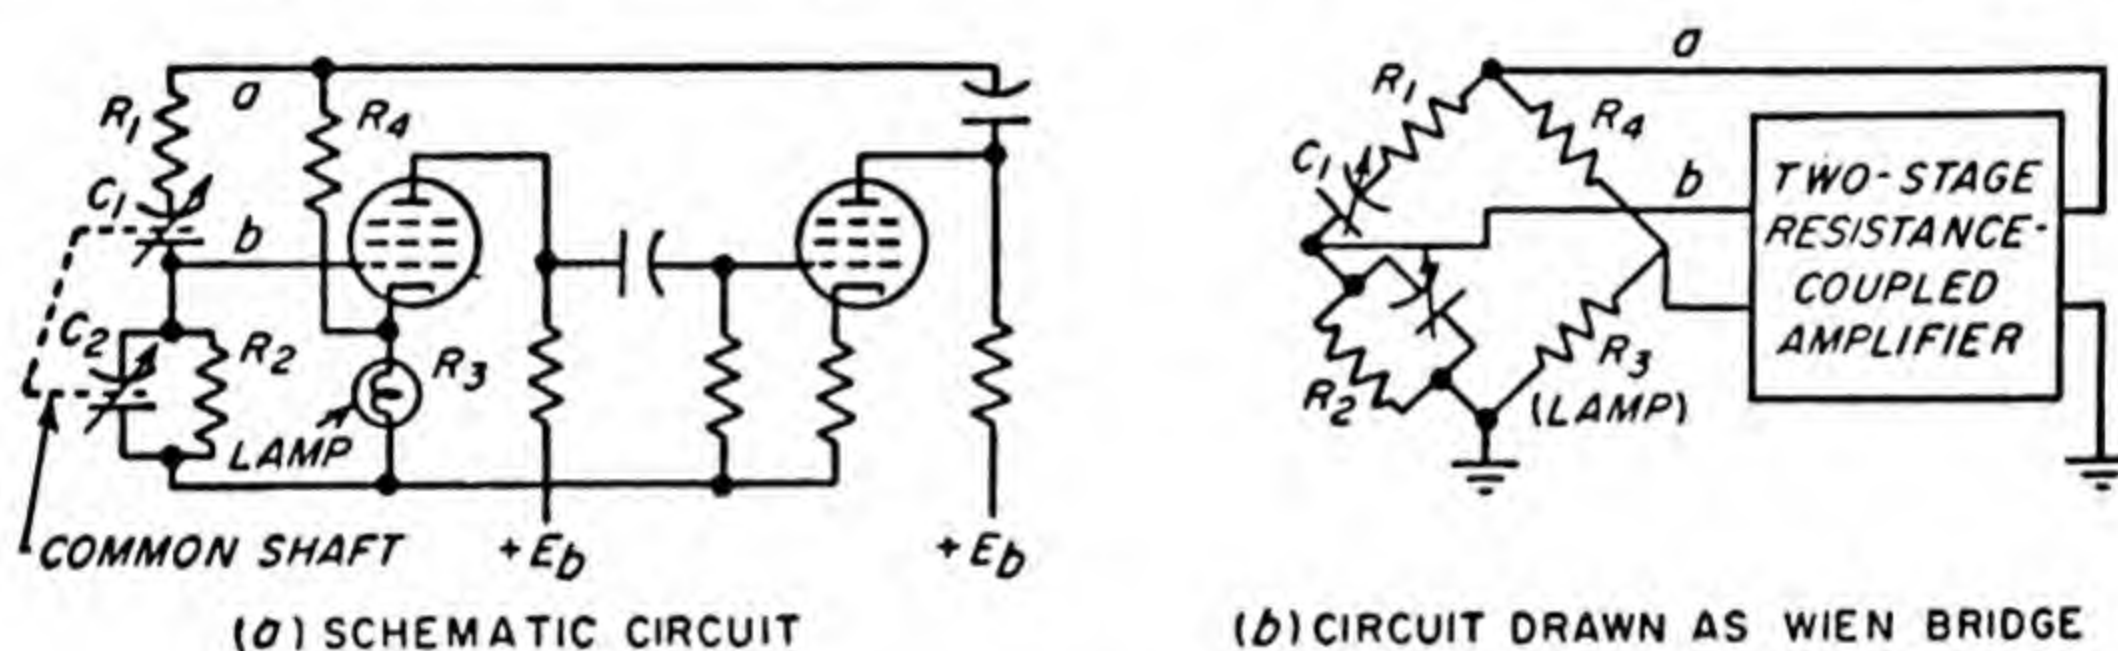 a
R1
R4
C1
b
C2
R2
R3
LAMP
COMMON SHAFT
+Eb
+Eb
(a) SCHEMATIC CIRCUIT
a
R1
R4
C1
b
TWO-STAGE
RESISTANCE-
COUPLED
AMPLIFIER
R2
R3
(LAMP)
(b) CIRCUIT DRAWN AS WIEN BRIDGE